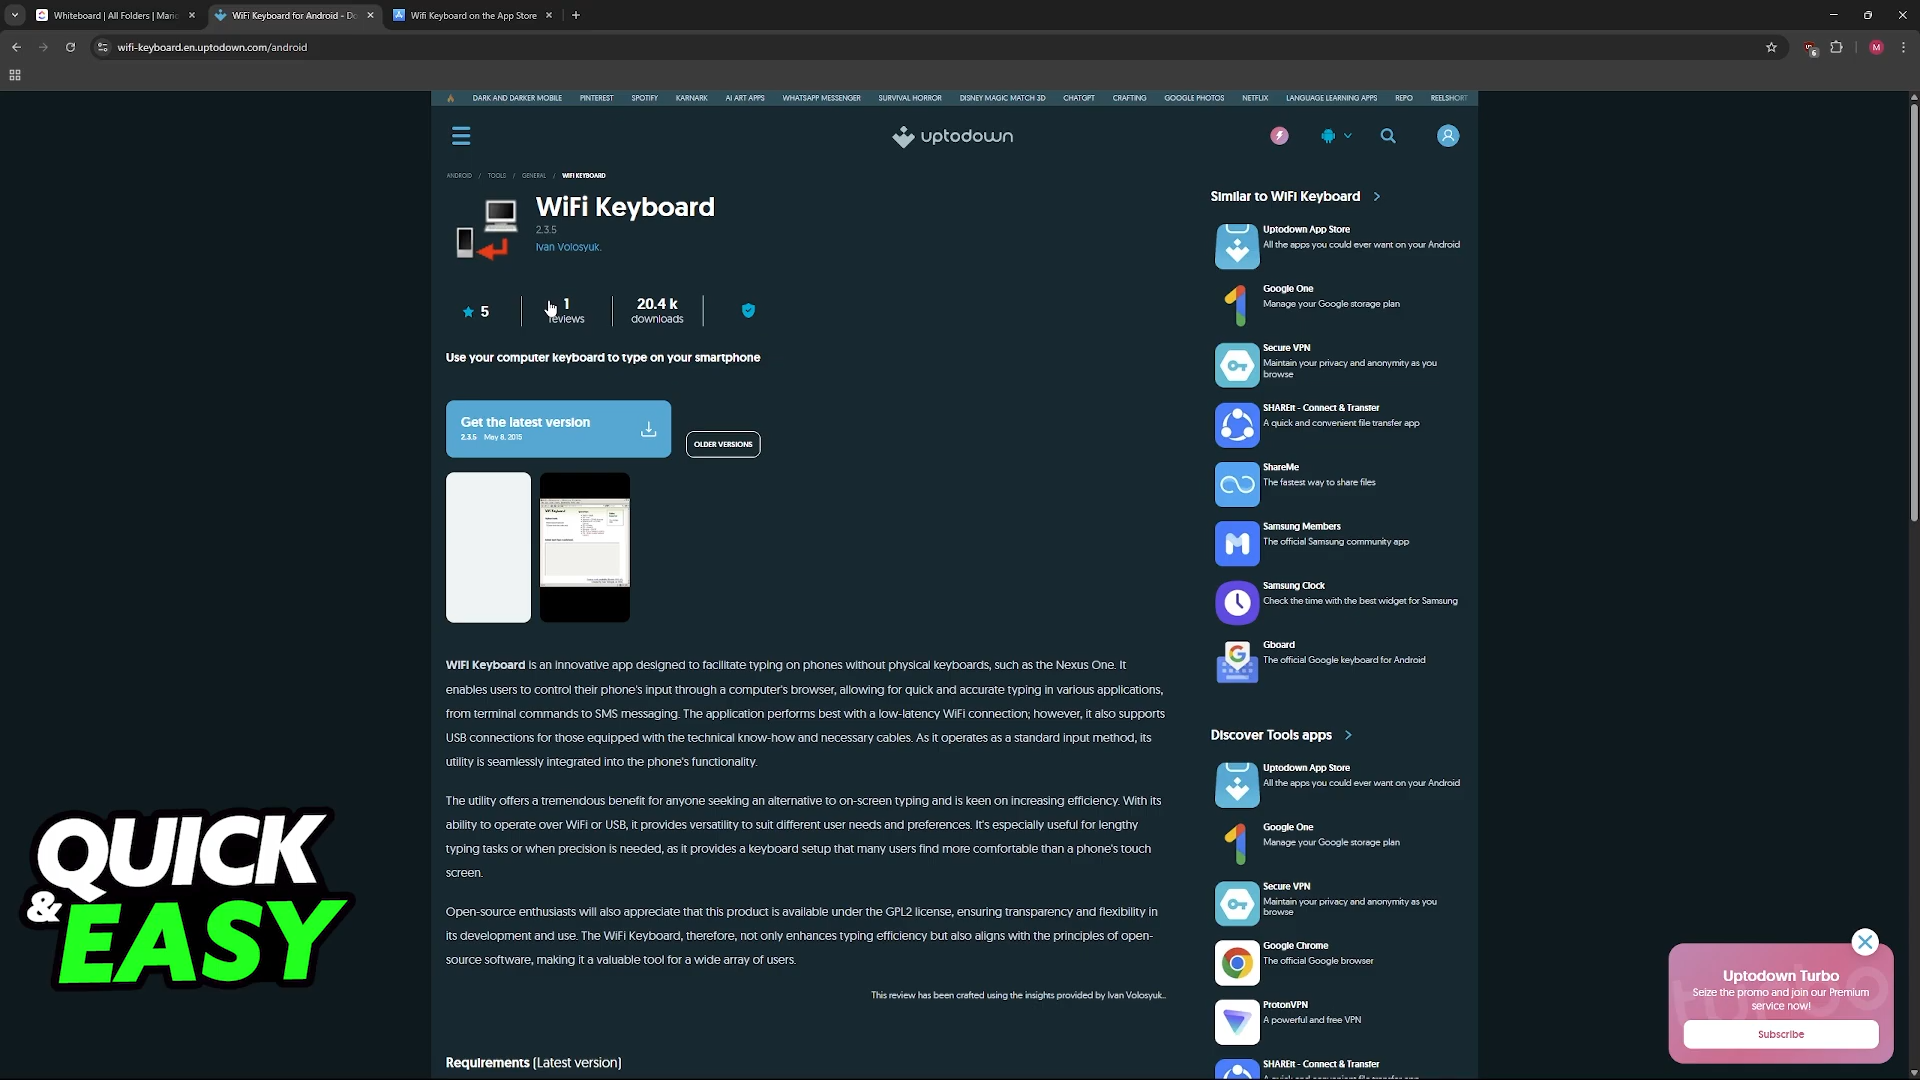 Whiteboard | All Folders | Mari
WiFi Keyboard for Android - Do
Wifi Keyboard on the App Store
wifi-keyboard.en.uptodown.com/android
6
M
DARK AND DARKER MOBILE PINTEREST SPOTIFY KARNARK AI ART APPS WHATSAPP MESSENGER SURVIVAL HORROR DISNEY MAGIC MATCH 3D CHATGPT CRAFTING GOOGLE PHOTOS NETFLIX LANGUAGE LEARNING APPS REPO REELSHORT
uptodown
ANDROID / TOOLS / GENERAL / WIFI KEYBOARD
WiFi Keyboard
2.3.5
Ivan Volosyuk.
5
1
reviews
20.4 k
downloads
Use your computer keyboard to type on your smartphone
Get the latest version
2.3.5 May 8, 2015
OLDER VERSIONS
WiFi Keyboard
WIFI Keyboard is an innovative app designed to facilitate typing on phones without physical keyboards, such as the Nexus One. It
enables users to control their phone's input through a computer's browser, allowing for quick and accurate typing in various applications,
from terminal commands to SMS messaging. The application performs best with a low-latency WiFi connection; however, it also supports
USB connections for those equipped with the technical know-how and necessary cables. As it operates as a standard input method, its
utility is seamlessly integrated into the phone's functionality.
The utility offers a tremendous benefit for anyone seeking an alternative to on-screen typing and is keen on increasing efficiency. With its
ability to operate over WiFi or USB, it provides versatility to suit different user needs and preferences. It's especially useful for lengthy
typing tasks or when precision is needed, as it provides a keyboard setup that many users find more comfortable than a phone's touch
screen.
Open-source enthusiasts will also appreciate that this product is available under the GPL2 license, ensuring transparency and flexibility in
its development and use. The WiFi Keyboard, therefore, not only enhances typing efficiency but also aligns with the principles of open-
source software, making it a valuable tool for a wide array of users.
This review has been crafted using the insights provided by Ivan Volosyuk..
Requirements (Latest version)
Similar to WiFi Keyboard
Uptodown App Store
All the apps you could ever want on your Android
Google One
Manage your Google storage plan
Secure VPN
Maintain your privacy and anonymity as you
browse
SHAREit - Connect & Transfer
A quick and convenient file transfer app
ShareMe
The fastest way to share files
Samsung Members
The official Samsung community app
Samsung Clock
Check the time with the best widget for Samsung
Gboard
The official Google keyboard for Android
Discover Tools apps
Uptodown App Store
All the apps you could ever want on your Android
Google One
Manage your Google storage plan
Secure VPN
Maintain your privacy and anonymity as you
browse
Google Chrome
The official Google browser
ProtonVPN
A powerful and free VPN
SHAREit - Connect & Transfer
QUICK
& EASY
Uptodown Turbo
Seize the promo and join our Premium
service now!
Subscribe